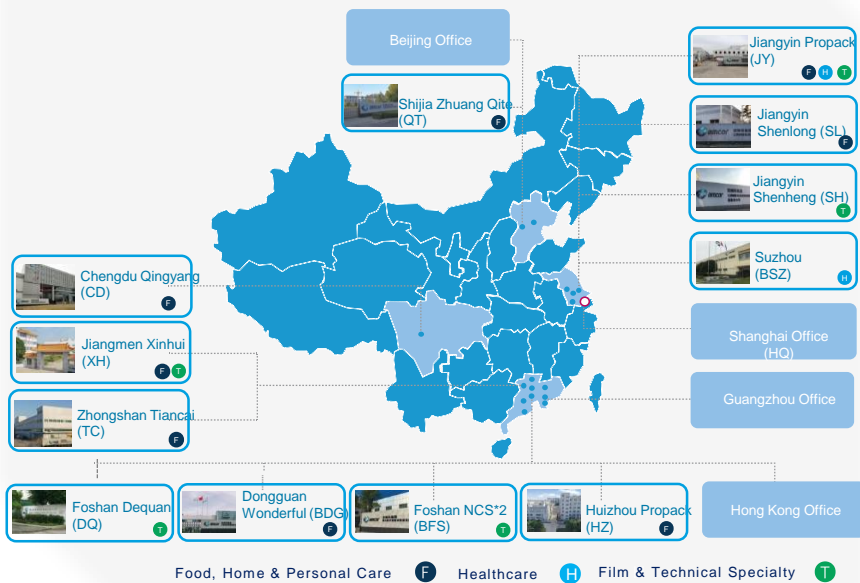 Beijing Office
Shijia Zhuang Qite
(QT)
F
Jiangyin Propack
(JY)
F H T
Jiangyin
Shenlong (SL)
F
amcor
Jiangyin
Shenheng (SH)
T
Suzhou
(BSZ)
H
Shanghai Office
(HQ)
Guangzhou Office
Chengdu Qingyang
(CD)
F
Jiangmen Xinhui
(XH)
F T
Zhongshan Tiancai
(TC)
F
Foshan Dequan
(DQ)
T
Dongguan
Wonderful (BDG)
F
Foshan NCS*2
(BFS)
T
Huizhou Propack
(HZ)
F
Hong Kong Office
Food, Home & Personal Care F Healthcare H Film & Technical Specialty T